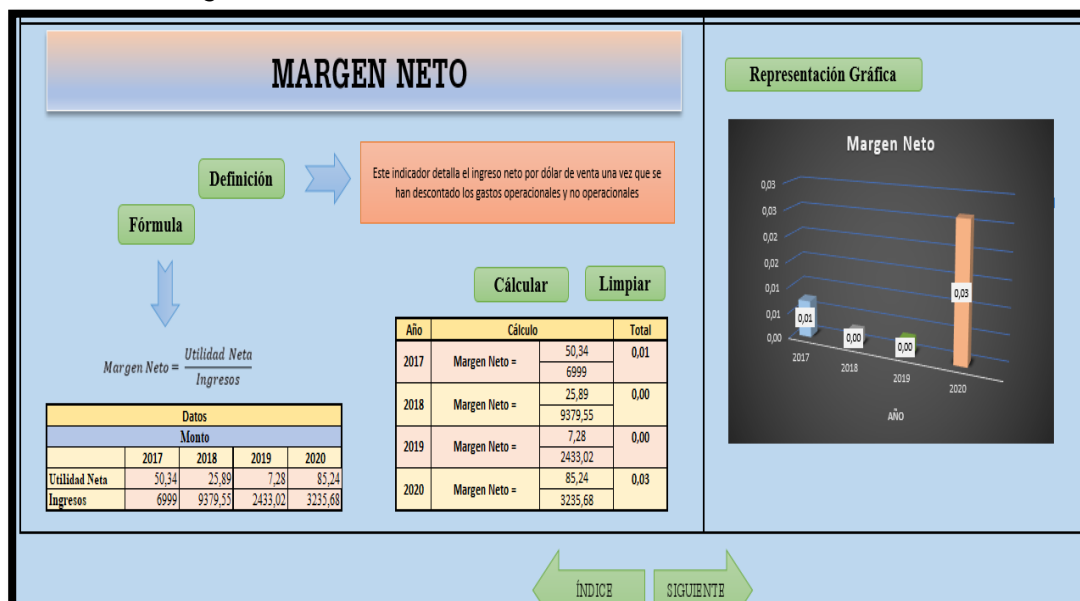 MARGEN NETO
Definición
Este indicador detalla el ingreso neto por dólar de venta una vez que se
han descontado los gastos operacionales y no operacionales
Fórmula
Margen Neto = Utilidad Neta / Ingresos
Datos
Monto
2017 2018 2019 2020
Utilidad Neta 50,34 25,89 7,28 85,24
Ingresos 6999 9379,55 2433,02 3235,68
Cálcular Limpiar
Año Cálculo Total
2017 Margen Neto = 50,34 0,01
6999
2018 Margen Neto = 25,89 0,00
9379,55
2019 Margen Neto = 7,28 0,00
2433,02
2020 Margen Neto = 85,24 0,03
3235,68
Representación Gráfica
Margen Neto
0,03
0,03
0,02
0,02
0,01
0,01
0,00
0,01
0,00
0,00
0,03
2017
2018
2019
2020
AÑO
ÍNDICE SIGUIENTE